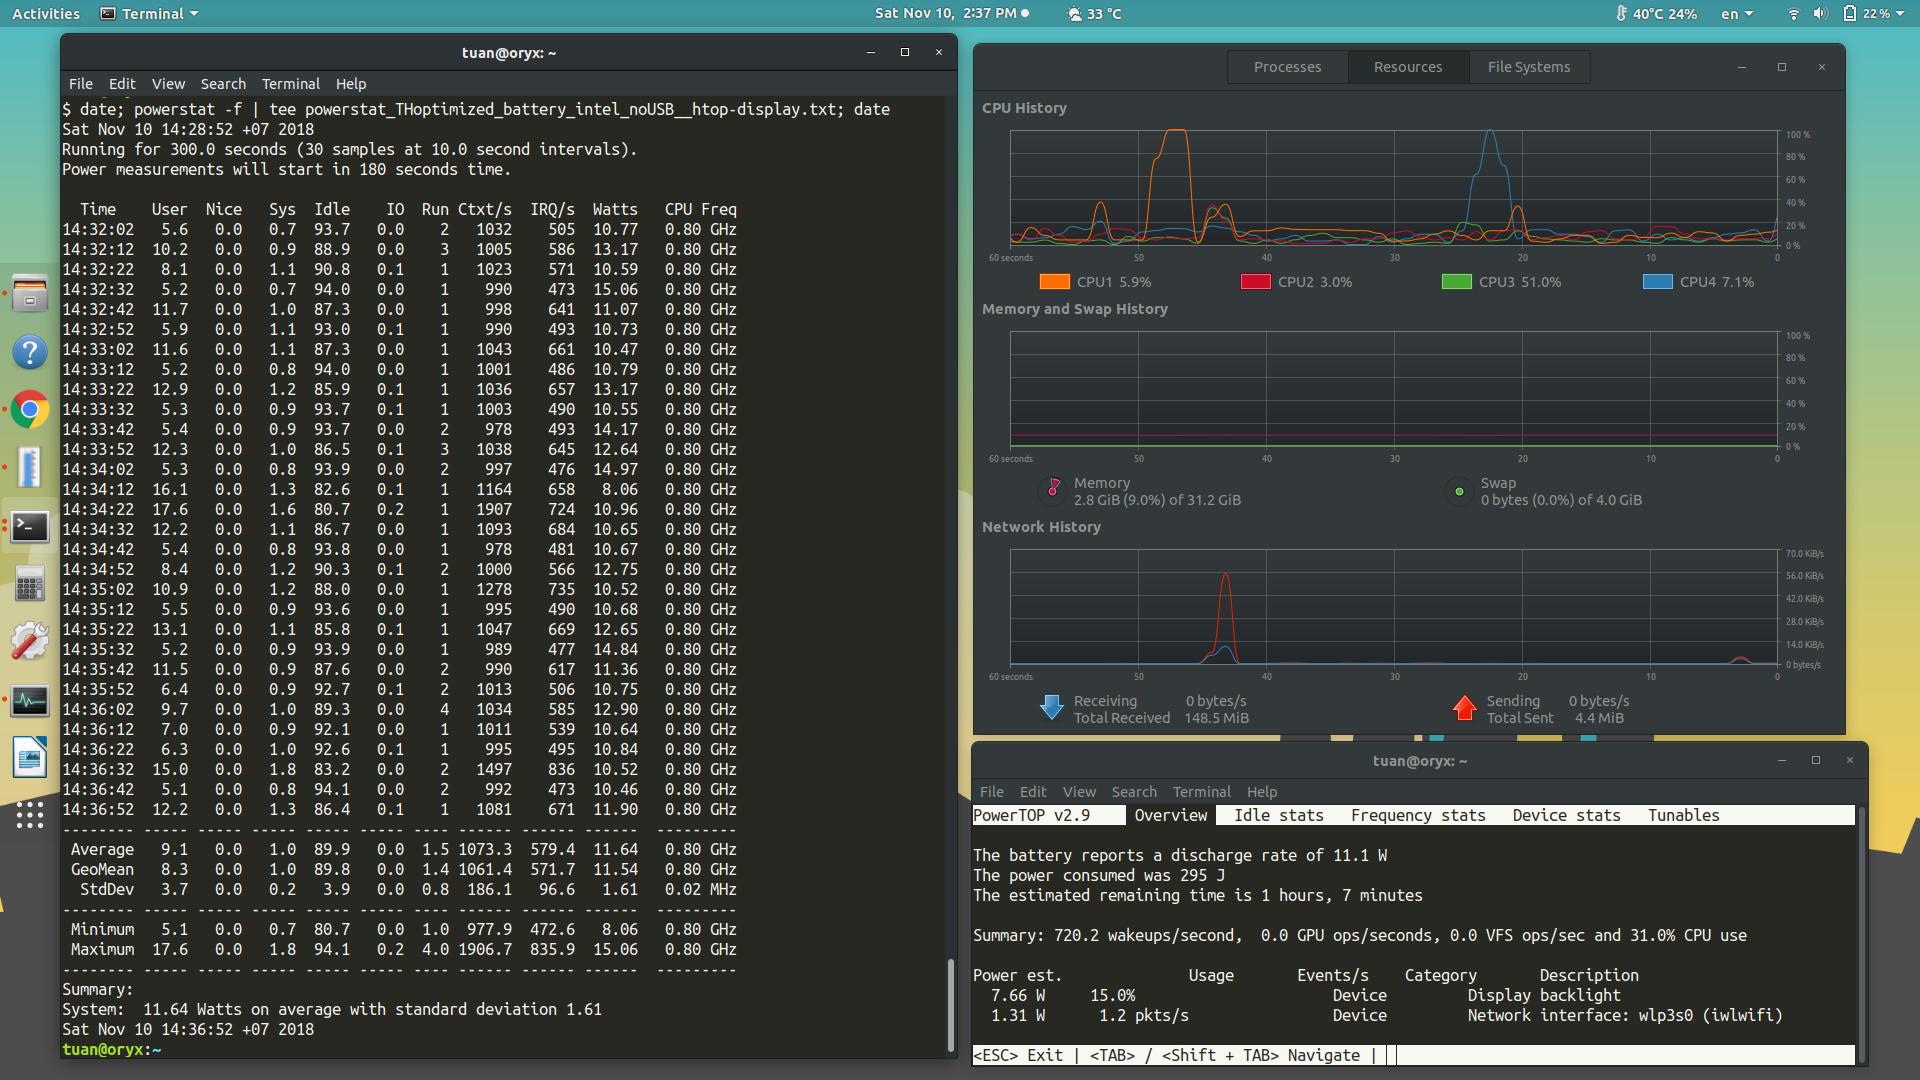 Activities Terminal Sat Nov 10, 2:37 PM 33 °C 40°C 24% en 22 %
tuan@oryx: ~
File Edit View Search Terminal Help
$ date; powerstat -f | tee powerstat_THoptimized_battery_intel_noUSB__htop-display.txt; date
Sat Nov 10 14:28:52 +07 2018
Running for 300.0 seconds (30 samples at 10.0 second intervals).
Power measurements will start in 180 seconds time.
Time User Nice Sys Idle IO Run Ctxt/s IRQ/s Watts CPU Freq
14:32:02 5.6 0.0 0.7 93.7 0.0 2 1032 505 10.77 0.80 GHz
14:32:12 10.2 0.0 0.9 88.9 0.0 3 1005 586 13.17 0.80 GHz
14:32:22 8.1 0.0 1.1 90.8 0.1 1 1023 571 10.59 0.80 GHz
14:32:32 5.2 0.0 0.7 94.0 0.0 1 990 473 15.06 0.80 GHz
14:32:42 11.7 0.0 1.0 87.3 0.0 1 998 641 11.07 0.80 GHz
14:32:52 5.9 0.0 1.1 93.0 0.1 1 990 493 10.73 0.80 GHz
14:33:02 11.6 0.0 1.1 87.3 0.0 1 1043 661 10.47 0.80 GHz
14:33:12 5.2 0.0 0.8 94.0 0.0 1 1001 486 10.79 0.80 GHz
14:33:22 12.9 0.0 1.2 85.9 0.1 1 1036 657 13.17 0.80 GHz
14:33:32 5.3 0.0 0.9 93.7 0.1 1 1003 490 10.55 0.80 GHz
14:33:42 5.4 0.0 0.9 93.7 0.0 2 978 493 14.17 0.80 GHz
14:33:52 12.3 0.0 1.0 86.5 0.1 3 1038 645 12.64 0.80 GHz
14:34:02 5.3 0.0 0.8 93.9 0.0 2 997 476 14.97 0.80 GHz
14:34:12 16.1 0.0 1.3 82.6 0.1 1 1164 658 8.06 0.80 GHz
14:34:22 17.6 0.0 1.6 80.7 0.2 1 1907 724 10.96 0.80 GHz
14:34:32 12.2 0.0 1.1 86.7 0.0 1 1093 684 10.65 0.80 GHz
14:34:42 5.4 0.0 0.8 93.8 0.0 1 978 481 10.67 0.80 GHz
14:34:52 8.4 0.0 1.2 90.3 0.1 2 1000 566 12.75 0.80 GHz
14:35:02 10.9 0.0 1.2 88.0 0.0 1 1278 735 10.52 0.80 GHz
14:35:12 5.5 0.0 0.9 93.6 0.0 1 995 490 10.68 0.80 GHz
14:35:22 13.1 0.0 1.1 85.8 0.1 1 1047 669 12.65 0.80 GHz
14:35:32 5.2 0.0 0.9 93.9 0.0 1 989 477 14.84 0.80 GHz
14:35:42 11.5 0.0 0.9 87.6 0.0 2 990 617 11.36 0.80 GHz
14:35:52 6.4 0.0 0.9 92.7 0.1 2 1013 506 10.75 0.80 GHz
14:36:02 9.7 0.0 1.0 89.3 0.0 4 1034 585 12.90 0.80 GHz
14:36:12 7.0 0.0 0.9 92.1 0.0 1 1011 539 10.64 0.80 GHz
14:36:22 6.3 0.0 1.0 92.6 0.1 1 995 495 10.84 0.80 GHz
14:36:32 15.0 0.0 1.8 83.2 0.0 2 1497 836 10.52 0.80 GHz
14:36:42 5.1 0.0 0.8 94.1 0.0 2 992 473 10.46 0.80 GHz
14:36:52 12.2 0.0 1.3 86.4 0.1 1 1081 671 11.90 0.80 GHz
-------- ----- ----- ----- ----- ----- ---- ------ ------ ------ ---------
Average 9.1 0.0 1.0 89.9 0.0 1.5 1073.3 579.4 11.64 0.80 GHz
GeoMean 8.3 0.0 1.0 89.8 0.0 1.4 1061.4 571.7 11.54 0.80 GHz
StdDev 3.7 0.0 0.2 3.9 0.0 0.8 186.1 96.6 1.61 0.02 MHz
-------- ----- ----- ----- ----- ----- ---- ------ ------ ------ ---------
Minimum 5.1 0.0 0.7 80.7 0.0 1.0 977.9 472.6 8.06 0.80 GHz
Maximum 17.6 0.0 1.8 94.1 0.2 4.0 1906.7 835.9 15.06 0.80 GHz
-------- ----- ----- ----- ----- ----- ---- ------ ------ ------ ---------
Summary:
System: 11.64 Watts on average with standard deviation 1.61
Sat Nov 10 14:36:52 +07 2018
tuan@oryx:~
Processes Resources File Systems
CPU History
100 %
80 %
60 %
40 %
20 %
0 %
60 seconds 50 40 30 20 10 0
CPU1 5.9% CPU2 3.0% CPU3 51.0% CPU4 7.1%
Memory and Swap History
100 %
80 %
60 %
40 %
20 %
0 %
60 seconds 50 40 30 20 10 0
Memory Swap
2.8 GiB (9.0%) of 31.2 GiB 0 bytes (0.0%) of 4.0 GiB
Network History
70.0 KiB/s
56.0 KiB/s
42.0 KiB/s
28.0 KiB/s
14.0 KiB/s
0 bytes/s
60 seconds 50 40 30 20 10 0
Receiving 0 bytes/s Sending 0 bytes/s
Total Received 148.5 MiB Total Sent 4.4 MiB
tuan@oryx: ~
File Edit View Search Terminal Help
PowerTOP v2.9 Overview Idle stats Frequency stats Device stats Tunables
The battery reports a discharge rate of 11.1 W
The power consumed was 295 J
The estimated remaining time is 1 hours, 7 minutes
Summary: 720.2 wakeups/second, 0.0 GPU ops/seconds, 0.0 VFS ops/sec and 31.0% CPU use
Power est. Usage Events/s Category Description
7.66 W 15.0% Device Display backlight
1.31 W 1.2 pkts/s Device Network interface: wlp3s0 (iwlwifi)
<ESC> Exit | <TAB> / <Shift + TAB> Navigate |